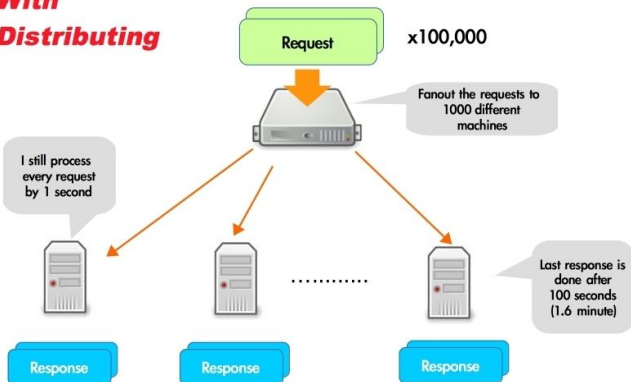 With
Distributing
Request
x100,000
Fanout the requests to
1000 different
machines
I still process
every request
by 1 second
............
Last response is
done after
100 seconds
(1.6 minute)
Response
Response
Response